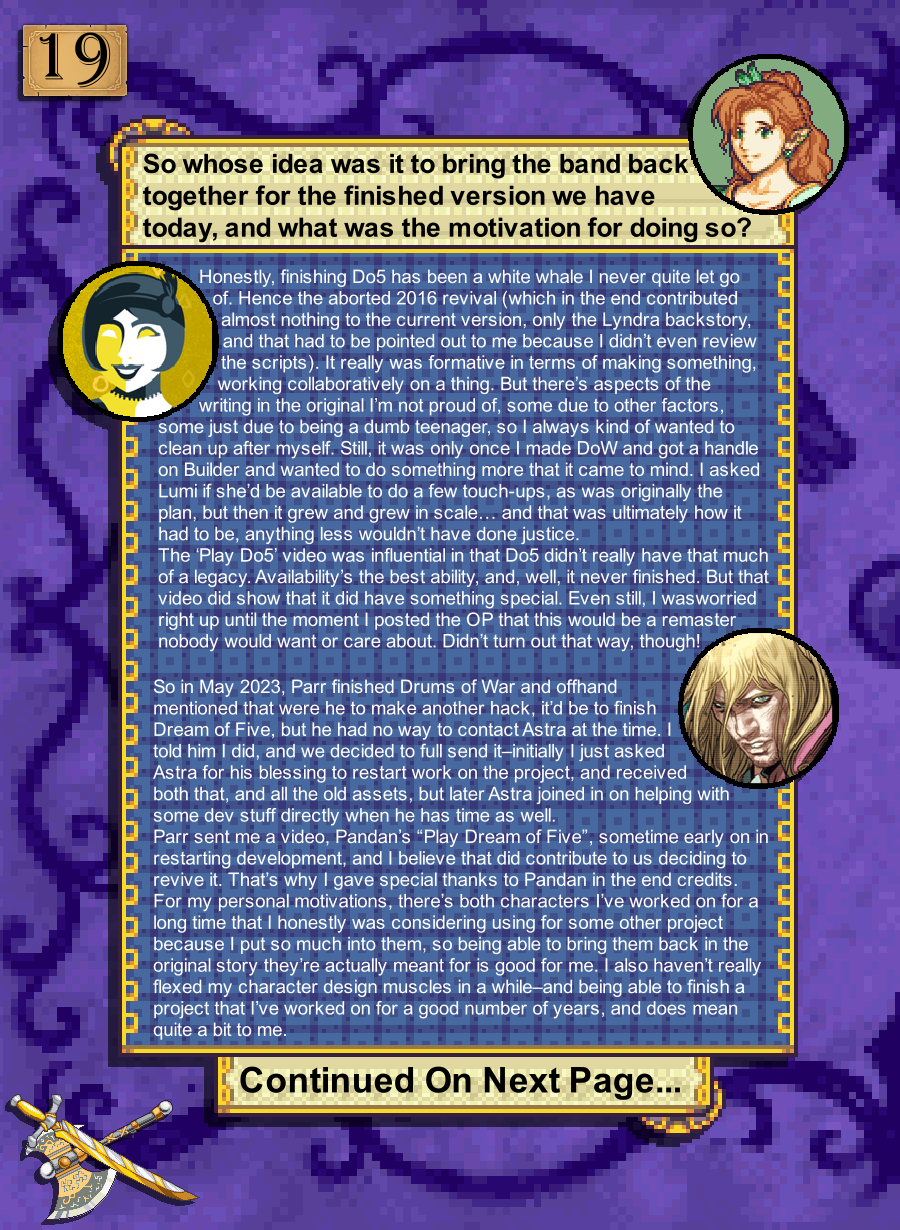 19
So whose idea was it to bring the band back
together for the finished version we have
today, and what was the motivation for doing so?
Honestly, finishing Do5 has been a white whale I never quite let go
of. Hence the aborted 2016 revival (which in the end contributed
almost nothing to the current version, only the Lyndra backstory,
and that had to be pointed out to me because I didn't even review
the scripts). It really was formative in terms of making something,
working collaboratively on a thing. But there's aspects of the
writing in the original I'm not proud of, some due to other factors,
some just due to being a dumb teenager, so I always kind of wanted to
clean up after myself. Still, it was only once I made DoW and got a handle
on Builder and wanted to do something more that it came to mind. I asked
Lumi if she'd be available to do a few touch-ups, as was originally the
plan, but then it grew and grew in scale… and that was ultimately how it
had to be, anything less wouldn't have done justice.
The ‘Play Do5’ video was influential in that Do5 didn't really have that much
of a legacy. Availability's the best ability, and, well, it never finished. But that
video did show that it did have something special. Even still, I wasworried
right up until the moment I posted the OP that this would be a remaster
nobody would want or care about. Didn't turn out that way, though!
So in May 2023, Parr finished Drums of War and offhand
mentioned that were he to make another hack, it'd be to finish
Dream of Five, but he had no way to contact Astra at the time. I
told him I did, and we decided to full send it–initially I just asked
Astra for his blessing to restart work on the project, and received
both that, and all the old assets, but later Astra joined in on helping with
some dev stuff directly when he has time as well.
Parr sent me a video, Pandan's “Play Dream of Five”, sometime early on in
restarting development, and I believe that did contribute to us deciding to
revive it. That's why I gave special thanks to Pandan in the end credits.
For my personal motivations, there's both characters I've worked on for a
long time that I honestly was considering using for some other project
because I put so much into them, so being able to bring them back in the
original story they're actually meant for is good for me. I also haven't really
flexed my character design muscles in a while–and being able to finish a
project that I've worked on for a good number of years, and does mean
quite a bit to me.
Continued On Next Page...